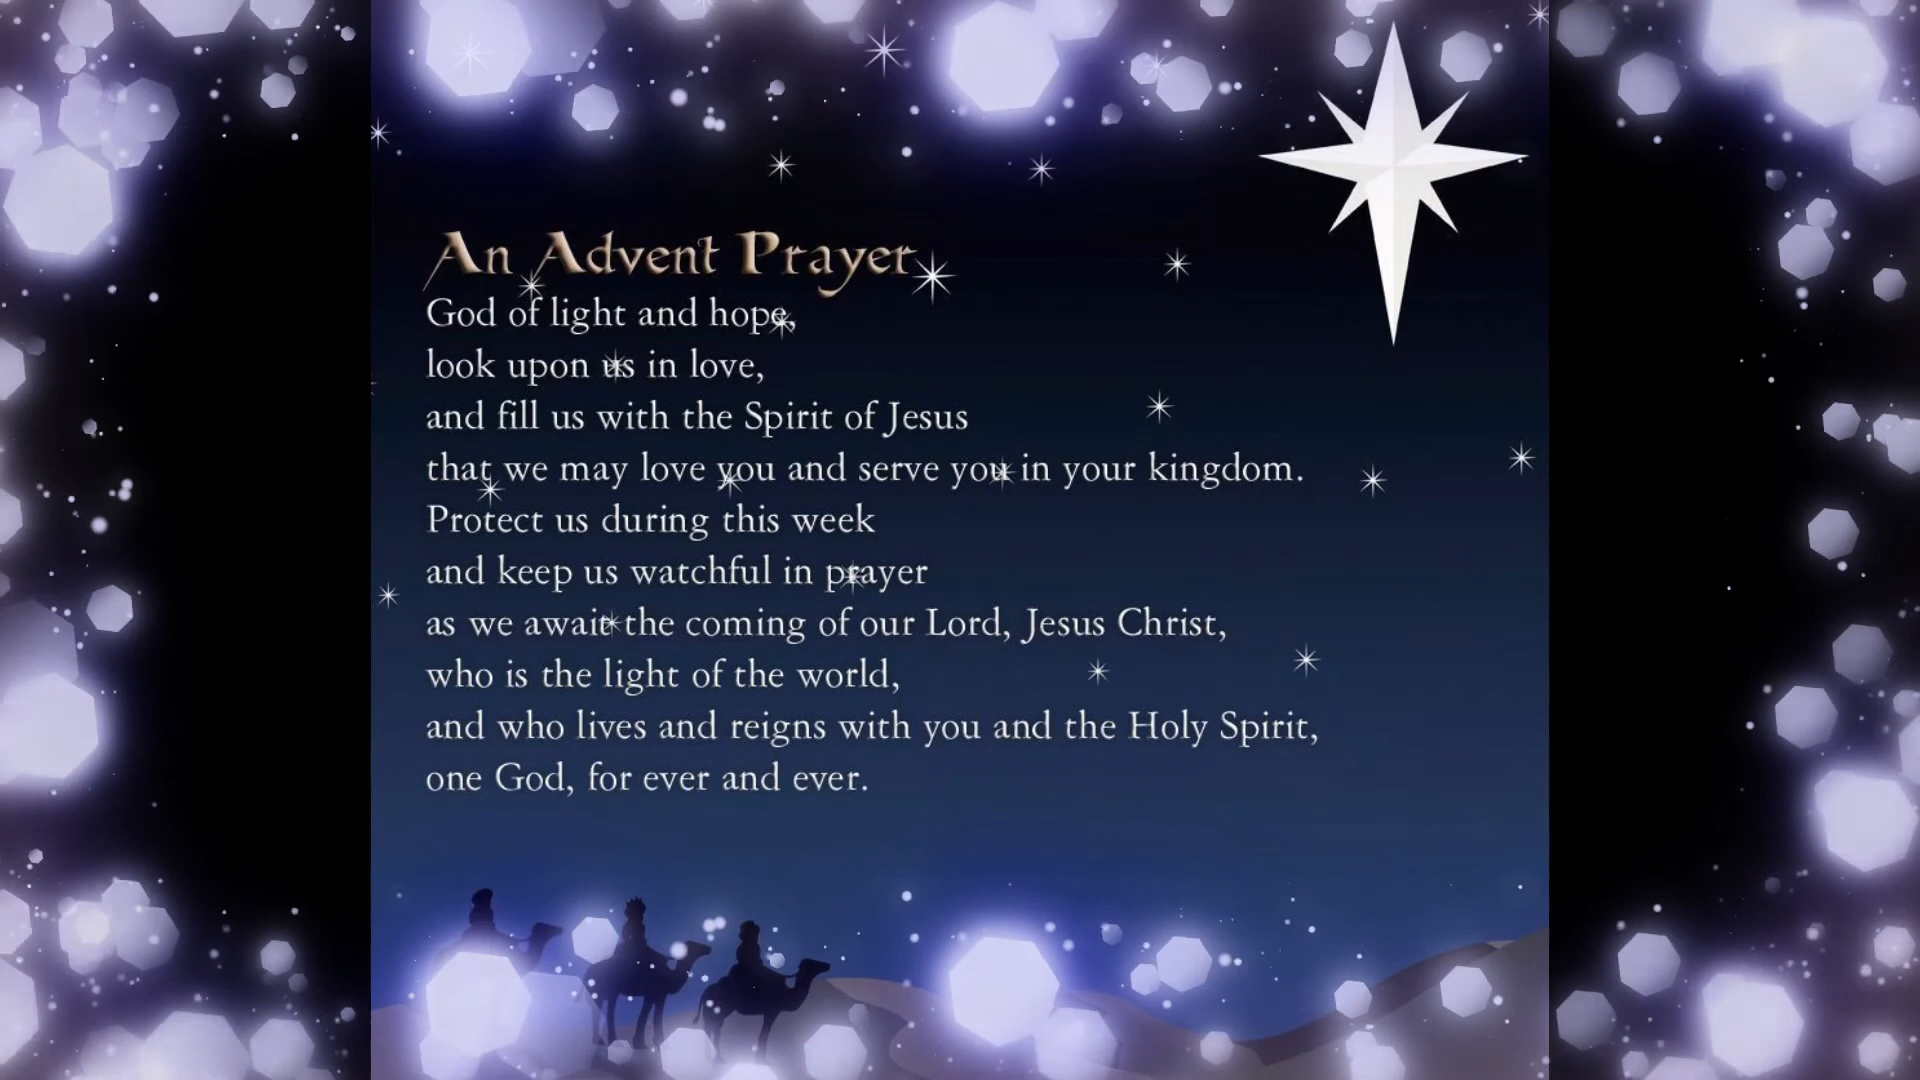 An Advent Prayer
God of light and hope,
look upon us in love,
and fill us with the Spirit of Jesus
that we may love you and serve you in your kingdom.
Protect us during this week
and keep us watchful in prayer
as we await the coming of our Lord, Jesus Christ,
who is the light of the world,
and who lives and reigns with you and the Holy Spirit,
one God, for ever and ever.